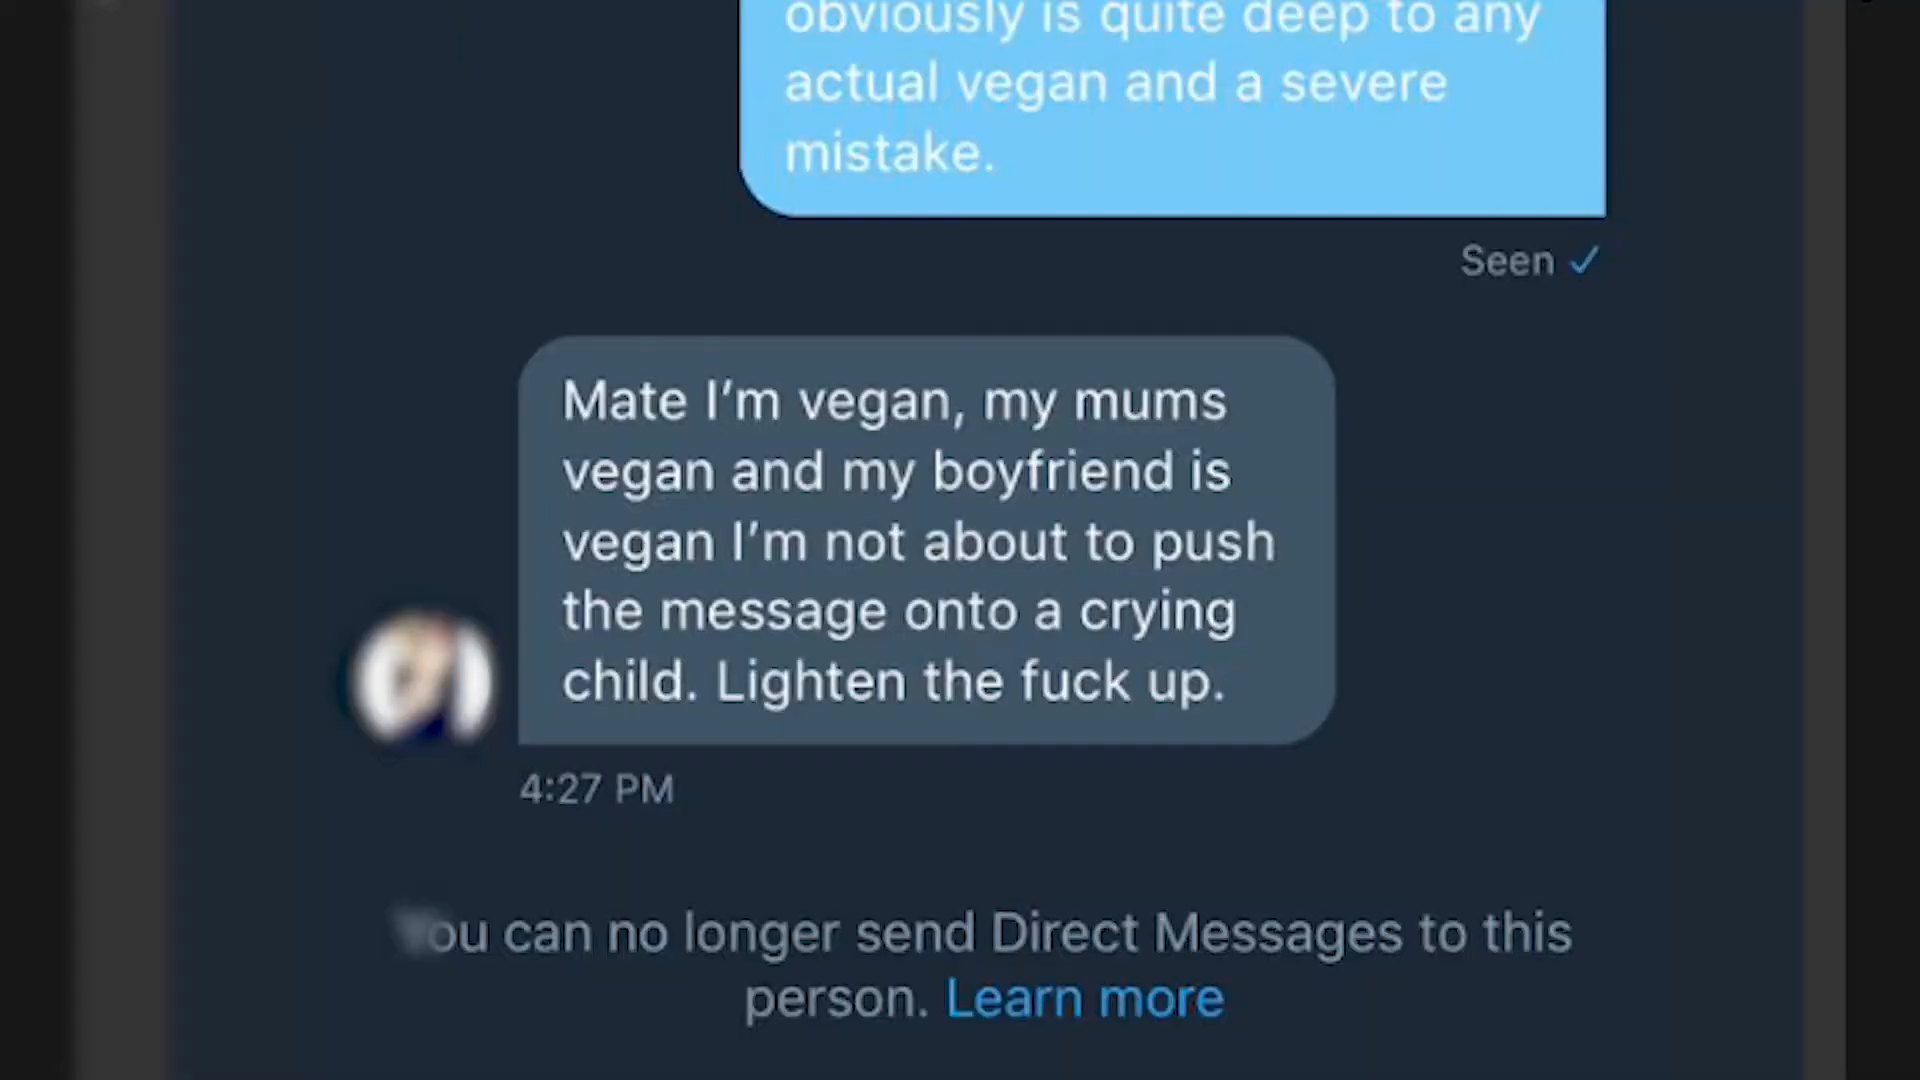 obviously is quite deep to any
actual vegan and a severe
mistake.
Seen ✓
Mate I’m vegan, my mums
vegan and my boyfriend is
vegan I’m not about to push
the message onto a crying
child. Lighten the fuck up.
4:27 PM
You can no longer send Direct Messages to this
person. Learn more